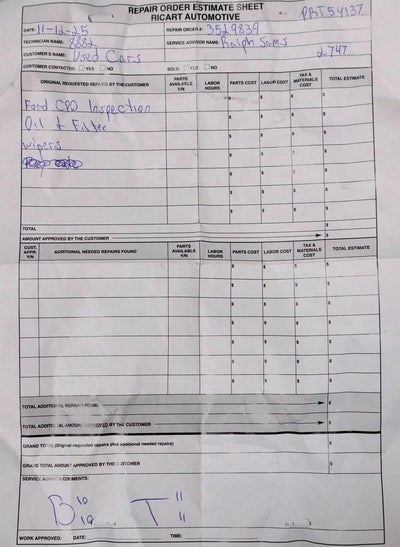 REPAIR ORDER ESTIMATE SHEET
RICART AUTOMOTIVE
PBT54137
DATE: 11-12-25 REPAIR ORDER #: 3529839
TECHNICIAN NAME: 8882 SERVICE ADVISOR NAME: Ralph Sams
CUSTOMER'S NAME: Used Cars 2,747
CUSTOMER CONTACTED: YES NO SOLD: YES NO
ORIGINAL REQUESTED REPAIRS BY THE CUSTOMER PARTS AVAILABLE Y/N LABOR HOURS PARTS COST LABOR COST TAX & MATERIALS COST TOTAL ESTIMATE
Ford CPO Inspection $ $ $ $
Oil & Filter $ $ $ $
wipers $ $ $ $
$ $ $ $
$ $ $ $
$ $ $ $
$ $ $ $
TOTAL $
AMOUNT APPROVED BY THE CUSTOMER $
CUST. APPR. Y/N ADDITIONAL NEEDED REPAIRS FOUND PARTS AVAILABLE Y/N LABOR HOURS PARTS COST LABOR COST TAX & MATERIALS COST TOTAL ESTIMATE
$ $ $ $
$ $ $ $
$ $ $ $
$ $ $ $
$ $ $ $
$ $ $ $
$ $ $ $
TOTAL ADDITIONAL REPAIRS FOUND $
TOTAL ADDITIONAL AMOUNT APPROVED BY THE CUSTOMER $
GRAND TOTAL (Original requested repairs plus additional needed repairs) $
GRAND TOTAL AMOUNT APPROVED BY THE CUSTOMER $
SERVICE ADVISOR COMMENTS:
B 10 10 T 11 11
WORK APPROVED: DATE: TIME: